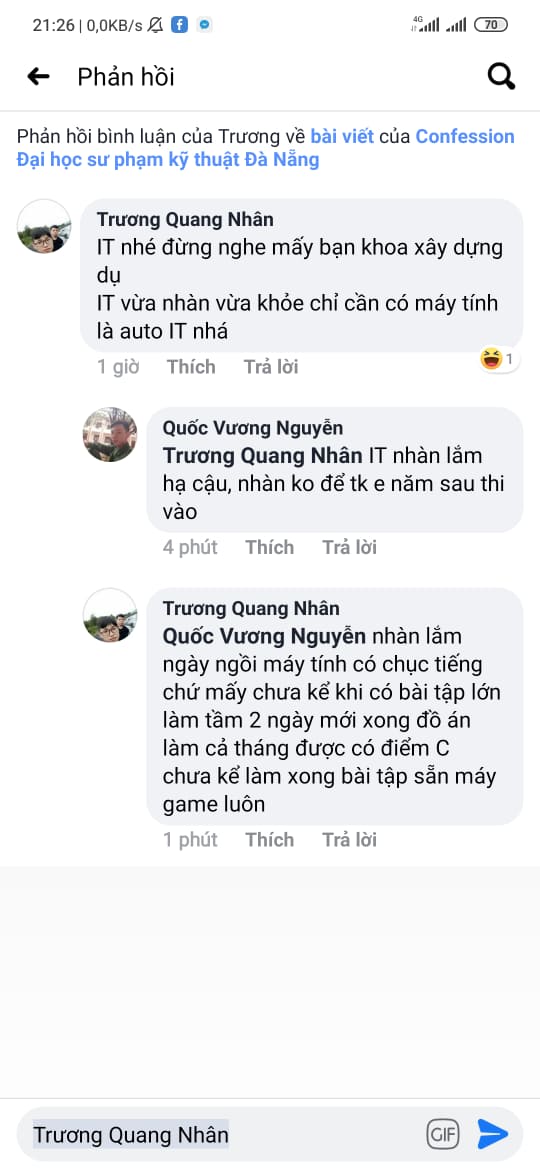 21:26 | 0,0KB/s
4G
70
Phản hồi
Phản hồi bình luận của Trương về bài viết của Confession
Đại học sư phạm kỹ thuật Đà Nẵng
Trương Quang Nhân
IT nhé đừng nghe mấy bạn khoa xây dựng
dụ
IT vừa nhàn vừa khỏe chỉ cần có máy tính
là auto IT nhá
1 giờ Thích Trả lời
1
Quốc Vương Nguyễn
Trương Quang Nhân IT nhàn lắm
hạ cậu, nhàn ko để tk e năm sau thi
vào
4 phút Thích Trả lời
Trương Quang Nhân
Quốc Vương Nguyễn nhàn lắm
ngày ngồi máy tính có chục tiếng
chứ mấy chưa kể khi có bài tập lớn
làm tầm 2 ngày mới xong đồ án
làm cả tháng được có điểm C
chưa kể làm xong bài tập sẵn máy
game luôn
1 phút Thích Trả lời
Trương Quang Nhân
GIF